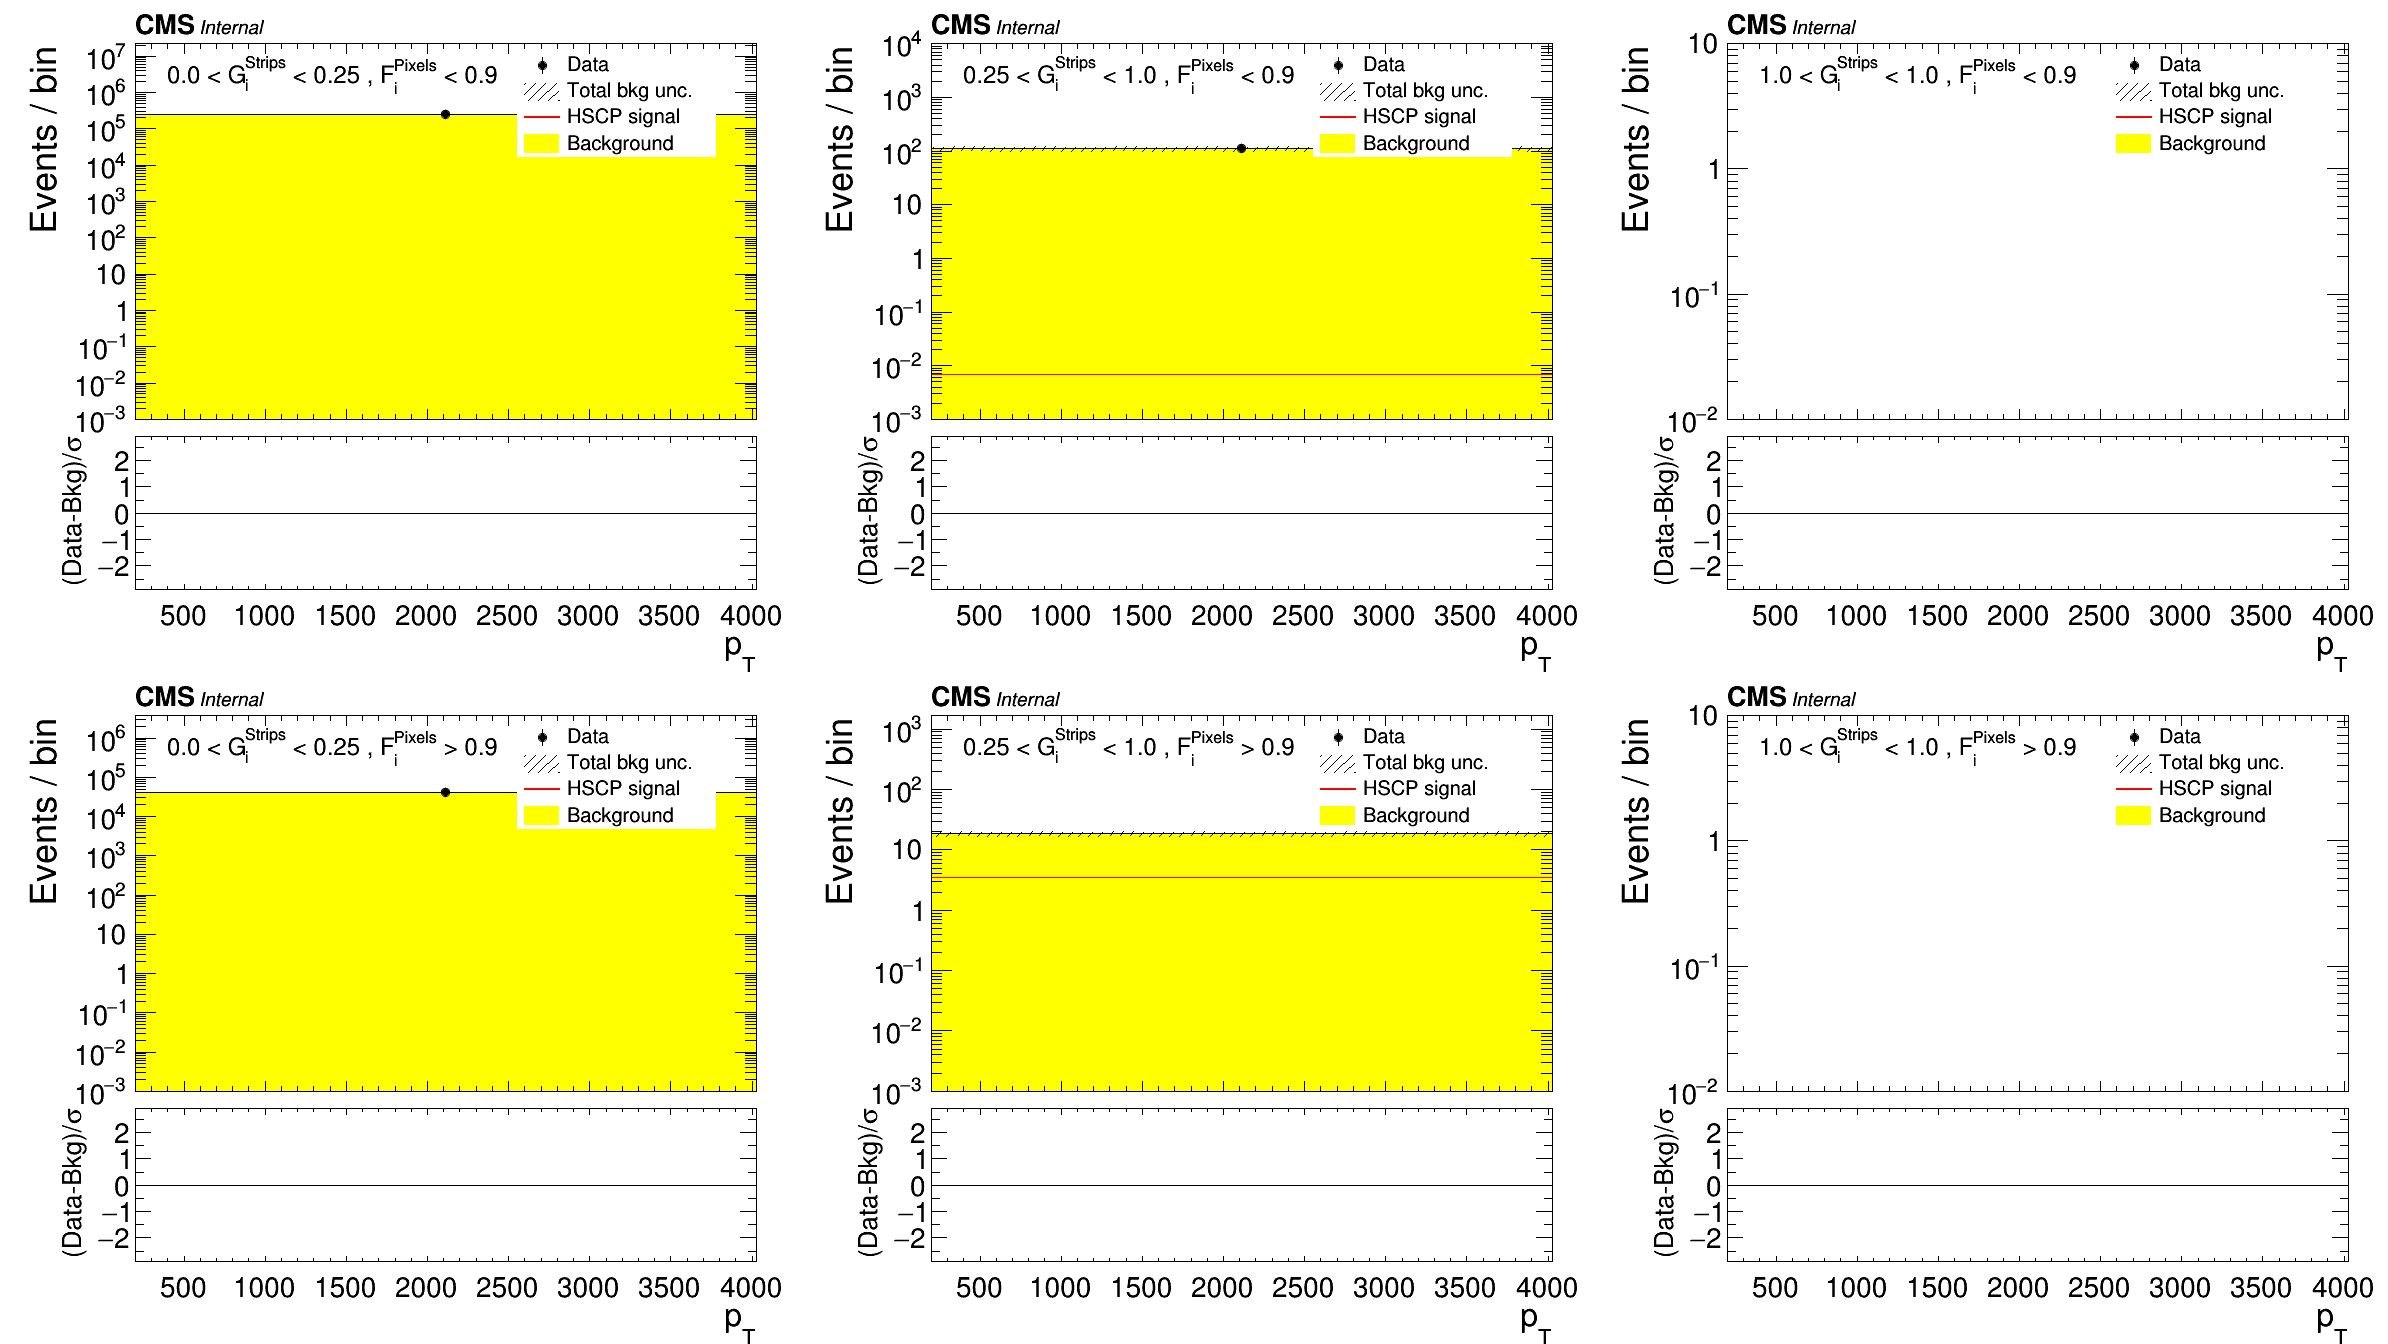 CMS Internal
Events / bin
10^7
10^6
10^5
10^4
10^3
10^2
10
1
10^−1
10^−2
10^−3
0.0 < G_i^Strips < 0.25 , F_i^Pixels < 0.9
Data
Total bkg unc.
HSCP signal
Background
(Data-Bkg)/σ
2
1
0
−1
−2
500 1000 1500 2000 2500 3000 3500 4000
p_T
CMS Internal
Events / bin
10^4
10^3
10^2
10
1
10^−1
10^−2
10^−3
0.25 < G_i^Strips < 1.0 , F_i^Pixels < 0.9
Data
Total bkg unc.
HSCP signal
Background
(Data-Bkg)/σ
2
1
0
−1
−2
500 1000 1500 2000 2500 3000 3500 4000
p_T
CMS Internal
Events / bin
10
1
10^−1
10^−2
1.0 < G_i^Strips < 1.0 , F_i^Pixels < 0.9
Data
Total bkg unc.
HSCP signal
Background
(Data-Bkg)/σ
2
1
0
−1
−2
500 1000 1500 2000 2500 3000 3500 4000
p_T
CMS Internal
Events / bin
10^6
10^5
10^4
10^3
10^2
10
1
10^−1
10^−2
10^−3
0.0 < G_i^Strips < 0.25 , F_i^Pixels > 0.9
Data
Total bkg unc.
HSCP signal
Background
(Data-Bkg)/σ
2
1
0
−1
−2
500 1000 1500 2000 2500 3000 3500 4000
p_T
CMS Internal
Events / bin
10^3
10^2
10
1
10^−1
10^−2
10^−3
0.25 < G_i^Strips < 1.0 , F_i^Pixels > 0.9
Data
Total bkg unc.
HSCP signal
Background
(Data-Bkg)/σ
2
1
0
−1
−2
500 1000 1500 2000 2500 3000 3500 4000
p_T
CMS Internal
Events / bin
10
1
10^−1
10^−2
1.0 < G_i^Strips < 1.0 , F_i^Pixels > 0.9
Data
Total bkg unc.
HSCP signal
Background
(Data-Bkg)/σ
2
1
0
−1
−2
500 1000 1500 2000 2500 3000 3500 4000
p_T